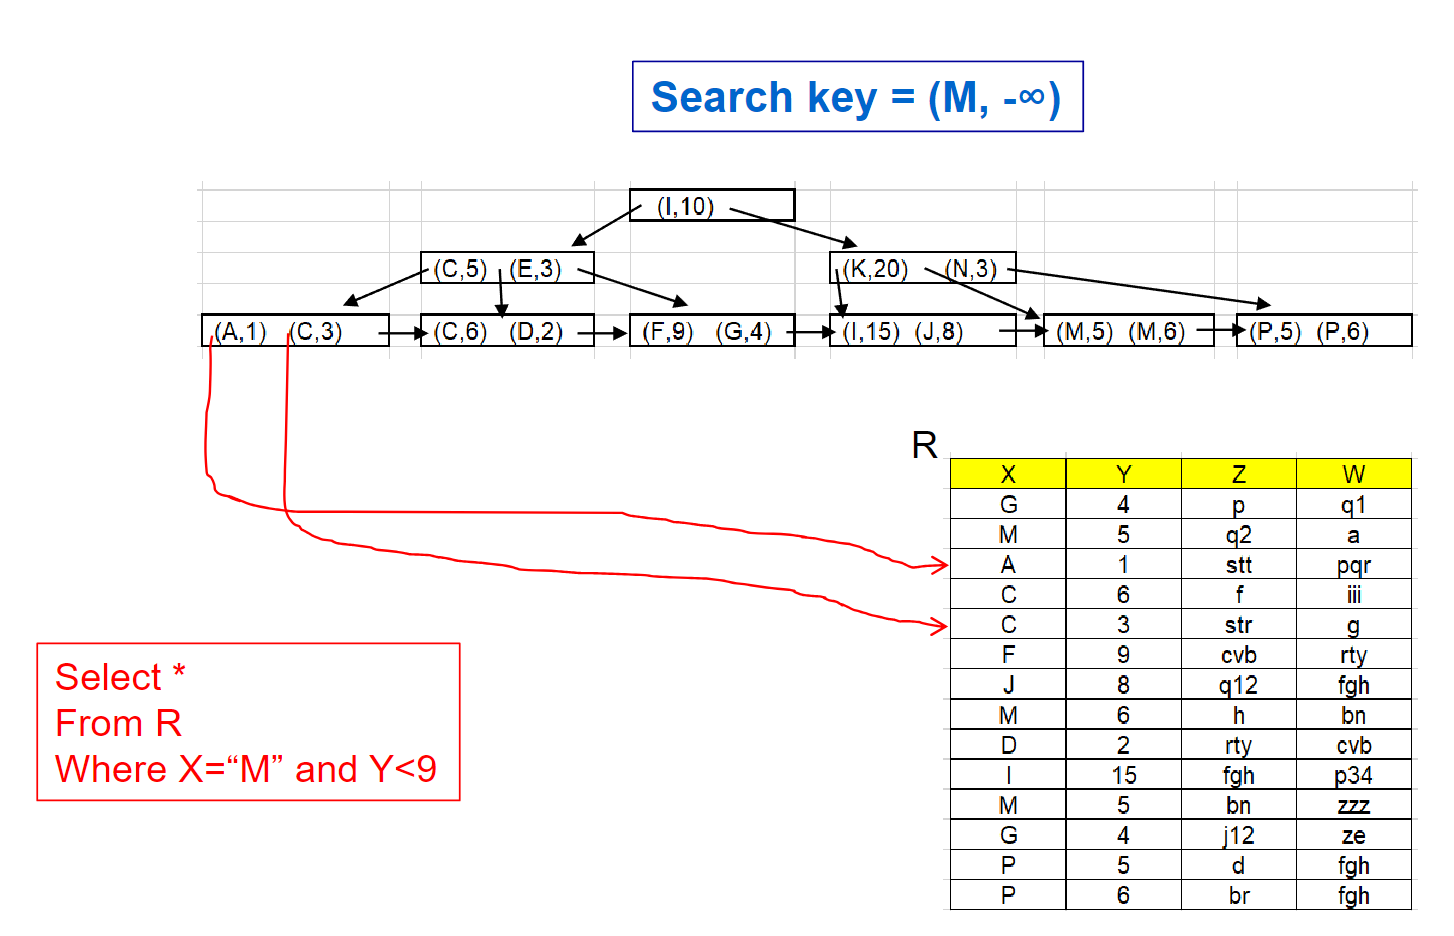 Search key = (M, -∞)
(I,10)
(C,5) (E,3)
(K,20) (N,3)
(A,1) (C,3)
(C,6) (D,2)
(F,9) (G,4)
(I,15) (J,8)
(M,5) (M,6)
(P,5) (P,6)
R
X Y Z W
G 4 p q1
M 5 q2 a
A 1 stt pqr
C 6 f iii
C 3 str g
F 9 cvb rty
J 8 q12 fgh
M 6 h bn
D 2 rty cvb
I 15 fgh p34
M 5 bn zzz
G 4 j12 ze
P 5 d fgh
P 6 br fgh
Select *
From R
Where X=“M” and Y<9